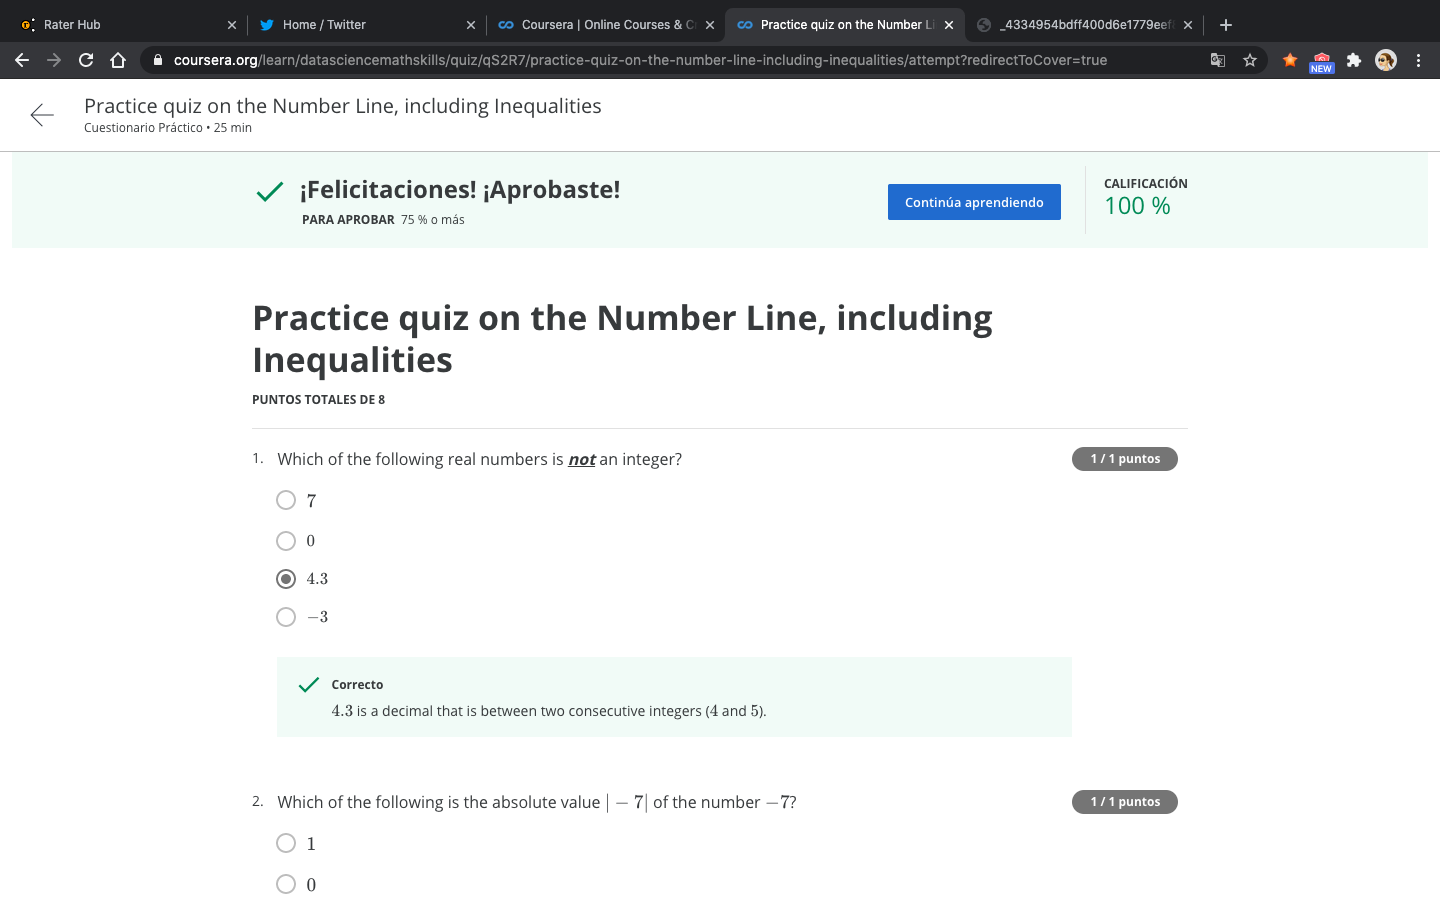 Rater Hub
Home / Twitter
Coursera | Online Courses & C
Practice quiz on the Number L
_4334954bdff400d6e1779eef
coursera.org/learn/datasciencemathskills/quiz/qS2R7/practice-quiz-on-the-number-line-including-inequalities/attempt?redirectToCover=true
NEW
Practice quiz on the Number Line, including Inequalities
Cuestionario Práctico • 25 min
¡Felicitaciones! ¡Aprobaste!
PARA APROBAR 75 % o más
Continúa aprendiendo
CALIFICACIÓN
100 %
Practice quiz on the Number Line, including
Inequalities
PUNTOS TOTALES DE 8
1. Which of the following real numbers is not an integer?
1 / 1 puntos
7
0
4.3
−3
Correcto
4.3 is a decimal that is between two consecutive integers (4 and 5).
2. Which of the following is the absolute value | − 7| of the number −7?
1 / 1 puntos
1
0